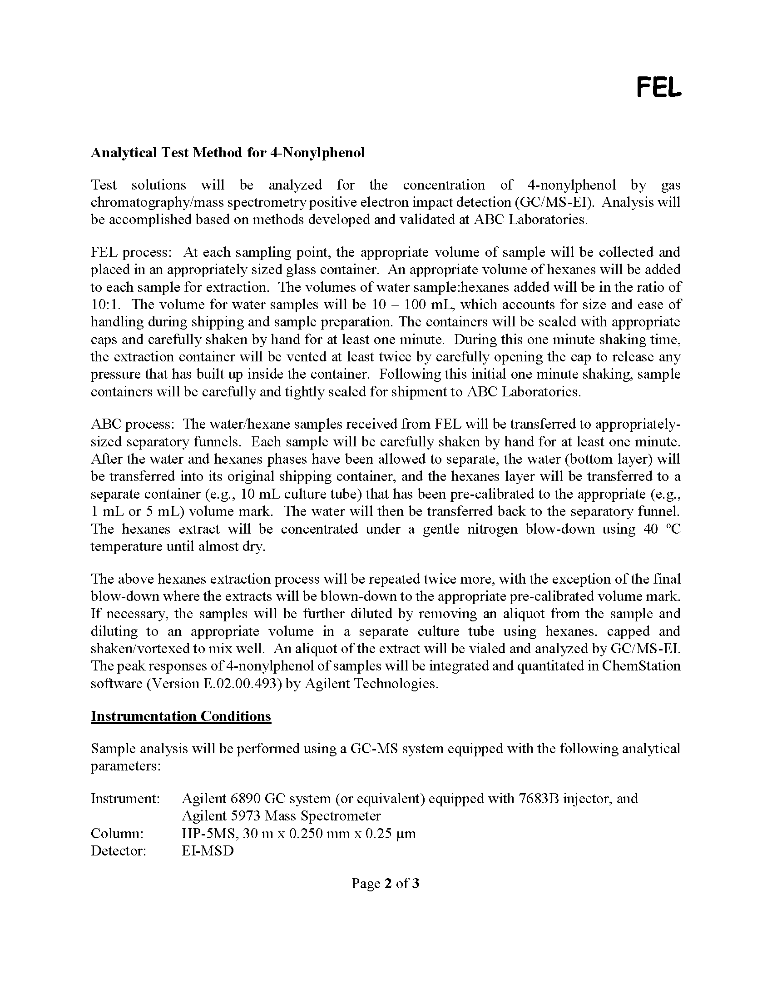 FEL
Analytical Test Method for 4-Nonylphenol
Test solutions will be analyzed for the concentration of 4-nonylphenol by gas
chromatography/mass spectrometry positive electron impact detection (GC/MS-EI). Analysis will
be accomplished based on methods developed and validated at ABC Laboratories.
FEL process: At each sampling point, the appropriate volume of sample will be collected and
placed in an appropriately sized glass container. An appropriate volume of hexanes will be added
to each sample for extraction. The volumes of water sample:hexanes added will be in the ratio of
10:1. The volume for water samples will be 10 – 100 mL, which accounts for size and ease of
handling during shipping and sample preparation. The containers will be sealed with appropriate
caps and carefully shaken by hand for at least one minute. During this one minute shaking time,
the extraction container will be vented at least twice by carefully opening the cap to release any
pressure that has built up inside the container. Following this initial one minute shaking, sample
containers will be carefully and tightly sealed for shipment to ABC Laboratories.
ABC process: The water/hexane samples received from FEL will be transferred to appropriately-
sized separatory funnels. Each sample will be carefully shaken by hand for at least one minute.
After the water and hexanes phases have been allowed to separate, the water (bottom layer) will
be transferred into its original shipping container, and the hexanes layer will be transferred to a
separate container (e.g., 10 mL culture tube) that has been pre-calibrated to the appropriate (e.g.,
1 mL or 5 mL) volume mark. The water will then be transferred back to the separatory funnel.
The hexanes extract will be concentrated under a gentle nitrogen blow-down using 40 ºC
temperature until almost dry.
The above hexanes extraction process will be repeated twice more, with the exception of the final
blow-down where the extracts will be blown-down to the appropriate pre-calibrated volume mark.
If necessary, the samples will be further diluted by removing an aliquot from the sample and
diluting to an appropriate volume in a separate culture tube using hexanes, capped and
shaken/vortexed to mix well. An aliquot of the extract will be vialed and analyzed by GC/MS-EI.
The peak responses of 4-nonylphenol of samples will be integrated and quantitated in ChemStation
software (Version E.02.00.493) by Agilent Technologies.
Instrumentation Conditions
Sample analysis will be performed using a GC-MS system equipped with the following analytical
parameters:
Instrument: Agilent 6890 GC system (or equivalent) equipped with 7683B injector, and
Agilent 5973 Mass Spectrometer
Column: HP-5MS, 30 m x 0.250 mm x 0.25 µm
Detector: EI-MSD
Page 2 of 3